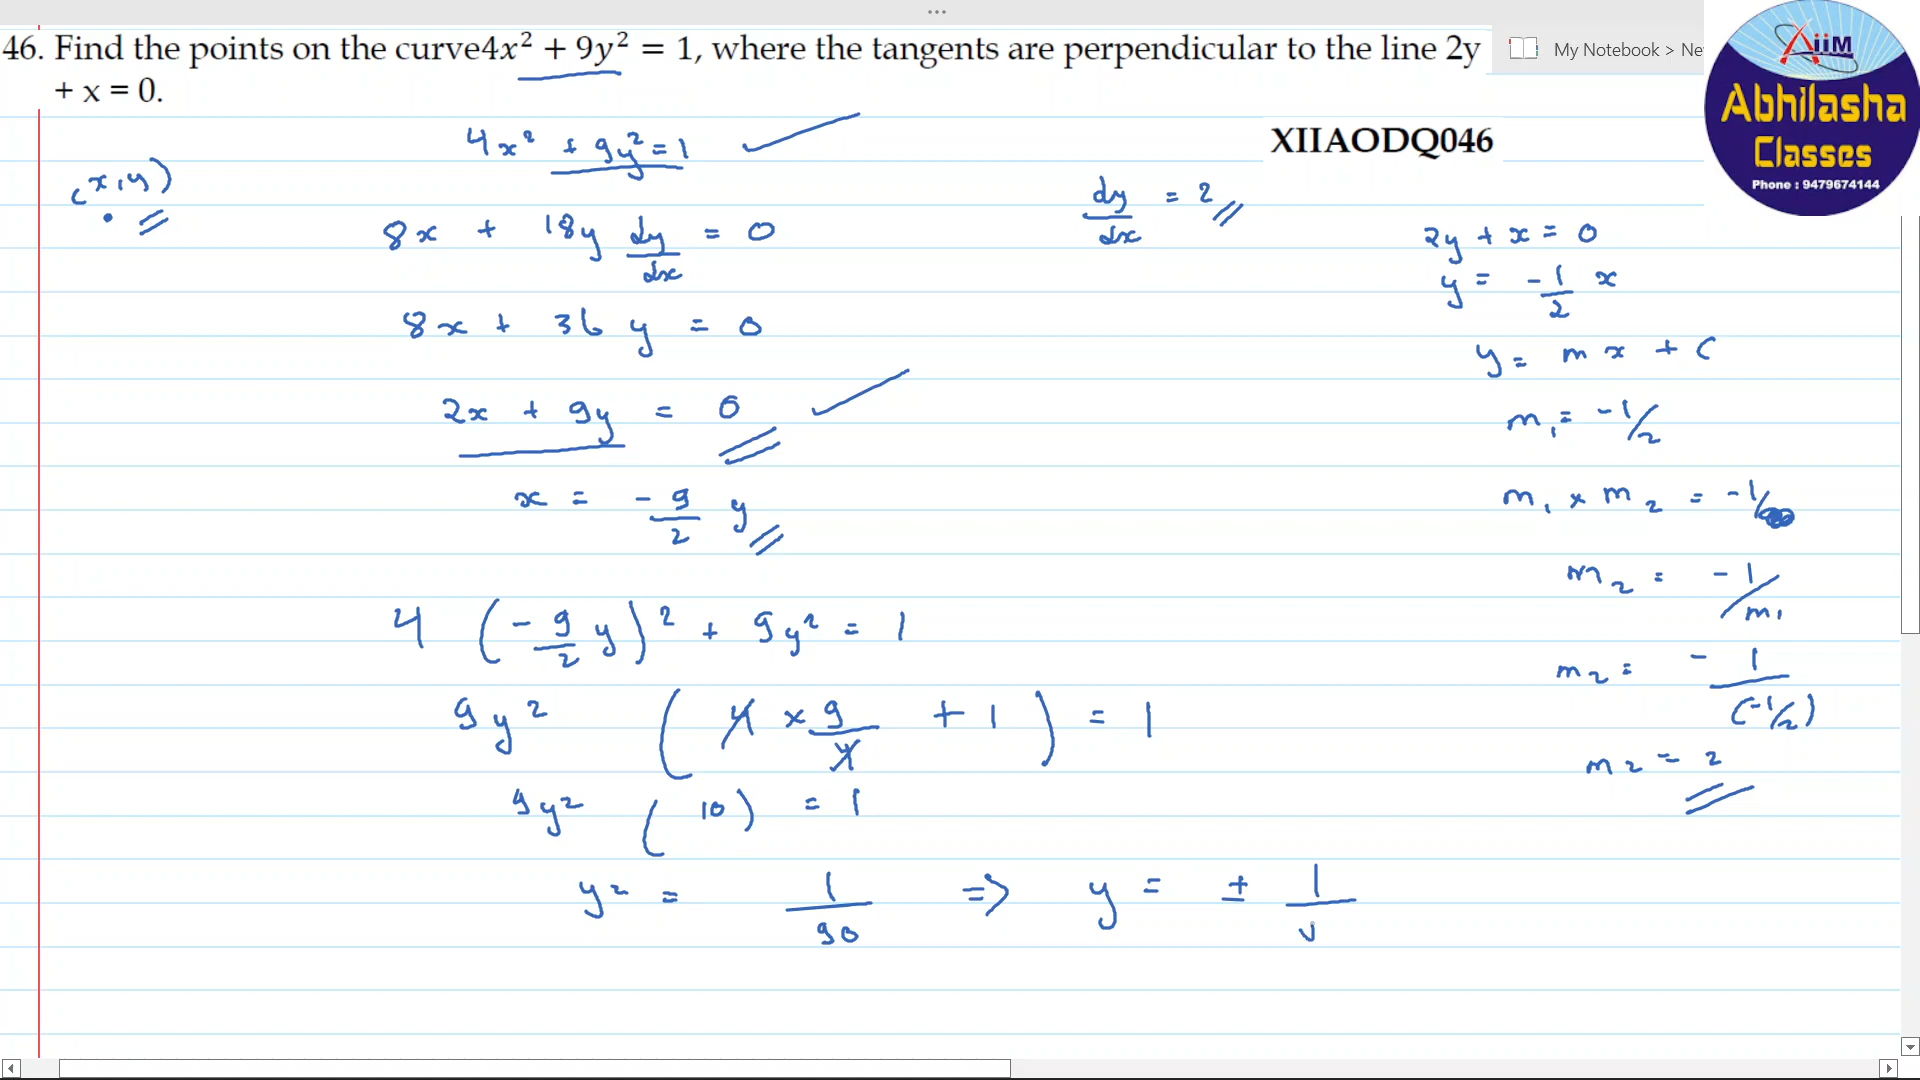 46. Find the points on the curve4x² + 9y² = 1, where the tangents are perpendicular to the line 2y
+ x = 0.
My Notebook > Ne
AiiM
Abhilasha
Classes
Phone : 9479674144
XIIAODQ046
4x² + 9y² = 1
(x, y)
8x + 18y dy/dx = 0
8x + 36 y = 0
2x + 9y = 0
x = -9/2 y
4 (-9/2 y)² + 9y² = 1
9y² (4 × 9/4 + 1) = 1
9y² (10) = 1
y² = 1/90 => y = ± 1/√
dy/dx = 2
2y + x = 0
y = -1/2 x
y = mx + c
m₁ = -1/2
m₁ × m₂ = -1/
m₂ = -1/m₁
m₂ = -1/(-1/2)
m₂ = 2